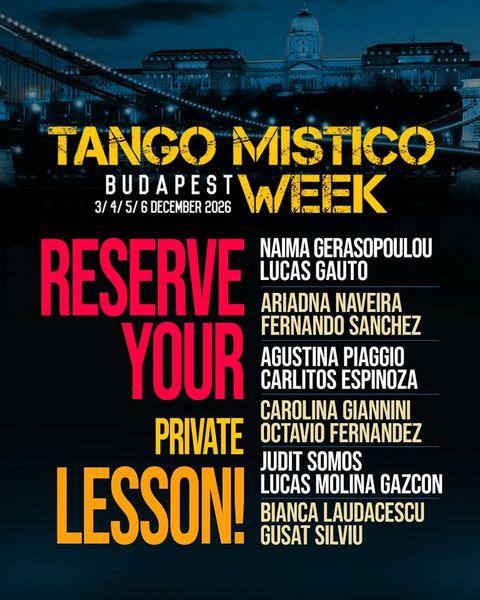 TANGO MISTICO
BUDAPEST WEEK
3/ 4/ 5/ 6 DECEMBER 2026
RESERVE
YOUR
PRIVATE
LESSON!
NAIMA GERASOPOULOU
LUCAS GAUTO
ARIADNA NAVEIRA
FERNANDO SANCHEZ
AGUSTINA PIAGGIO
CARLITOS ESPINOZA
CAROLINA GIANNINI
OCTAVIO FERNANDEZ
JUDIT SOMOS
LUCAS MOLINA GAZCON
BIANCA LAUDACESCU
GUSAT SILVIU